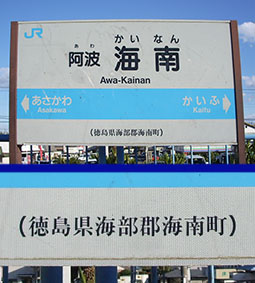 JR
あわ かいなん
阿波 海南
Awa-Kainan
あさかわ かいふ
Asakawa Kaifu
(徳島県海部郡海南町)
(徳島県海部郡海南町)